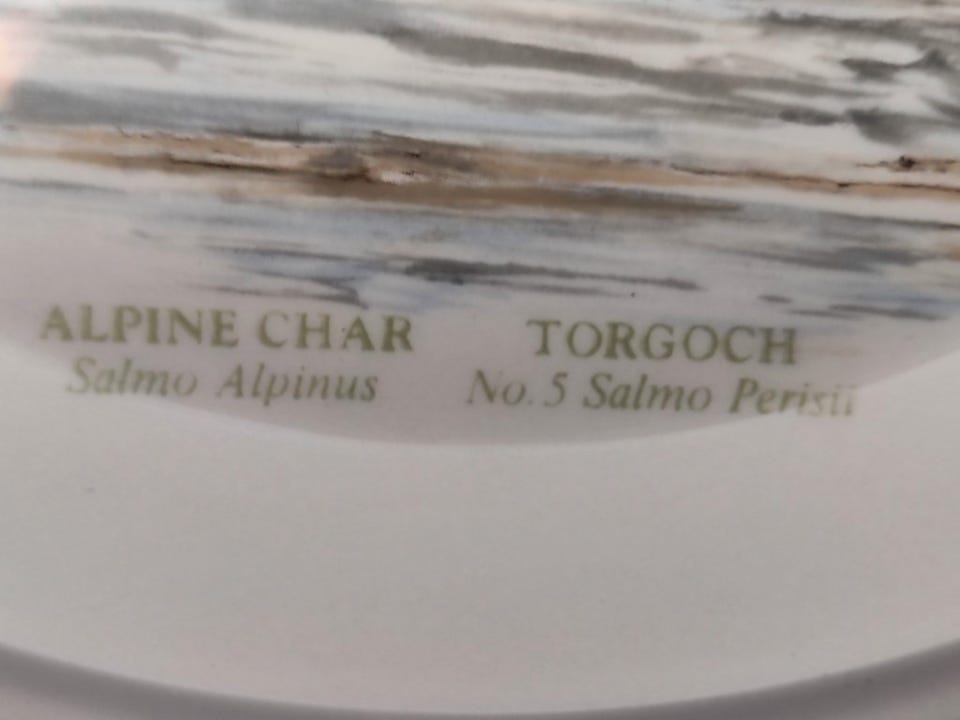 ALPINE CHAR
Salmo Alpinus
TORGOCH
No. 5 Salmo Perisii